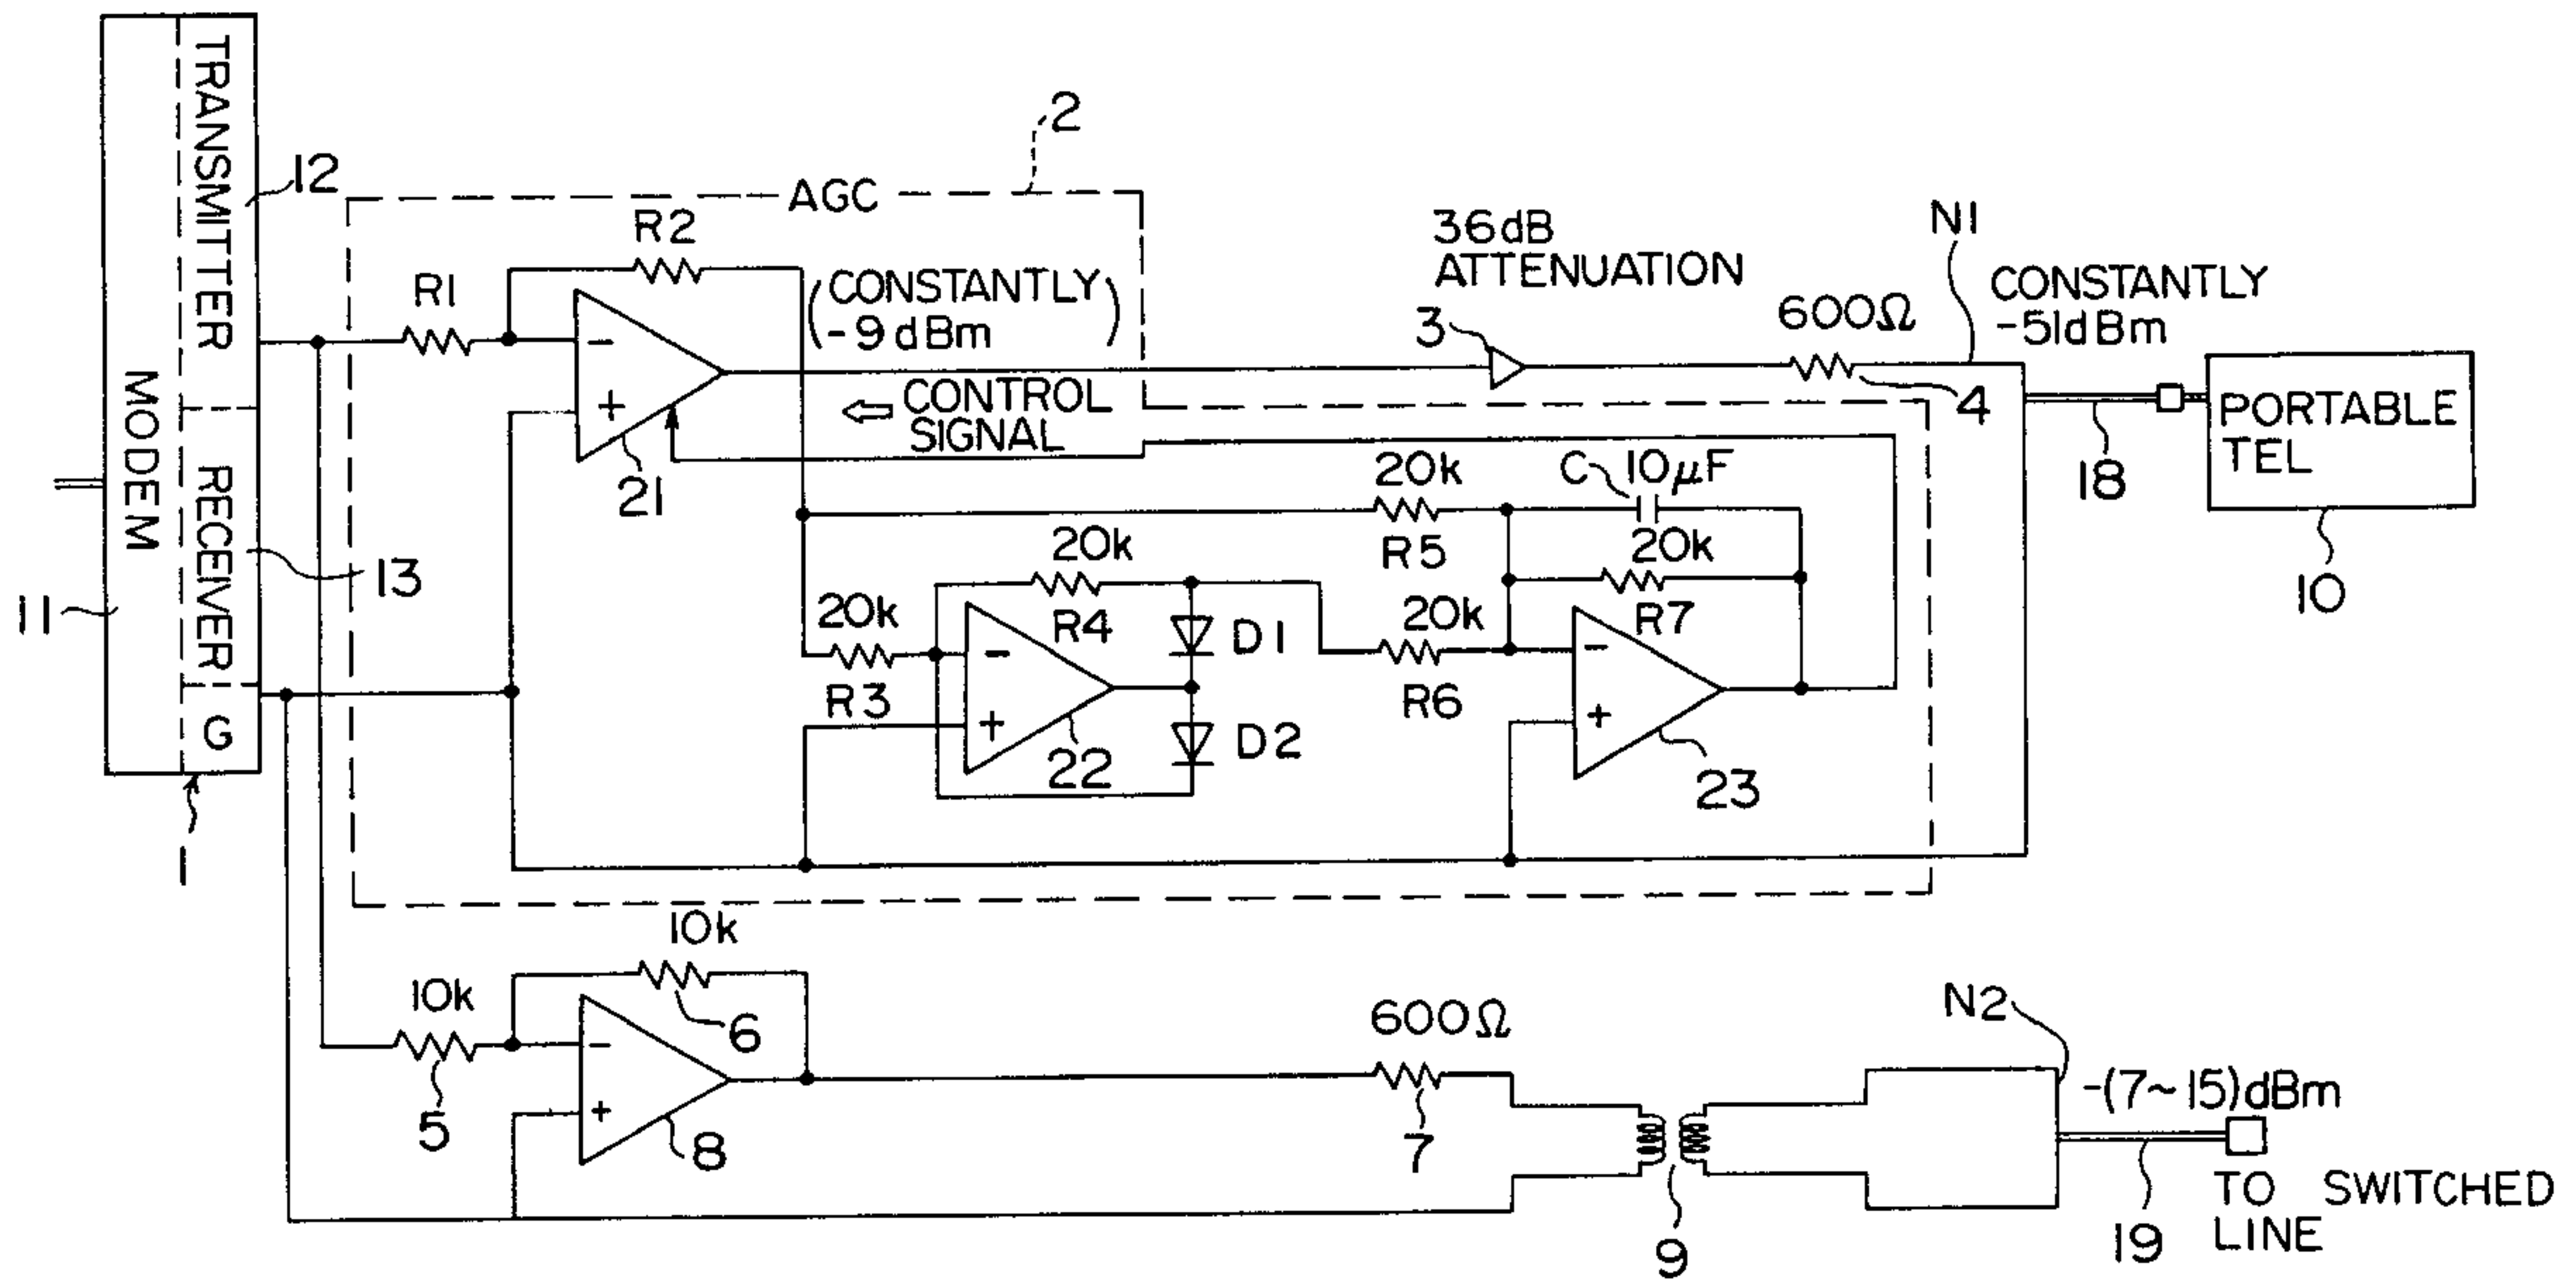 2
TRANSMITTER
12
AGC
R2
36dB
ATTENUATION
N1
R1
(CONSTANTLY)
(-9dBm)
CONSTANTLY
-51dBm
600Ω
3
-
+
21
CONTROL
SIGNAL
4
18
PORTABLE
TEL
10
MODEM
RECEIVER
11
13
G
1
20k
R5
C
10μF
20k
R7
20k
R4
D1
20k
R3
-
+
22
D2
20k
R6
-
+
23
10k
6
10k
5
-
+
8
600Ω
7
9
N2
-(7~15)dBm
19
TO SWITCHED
LINE